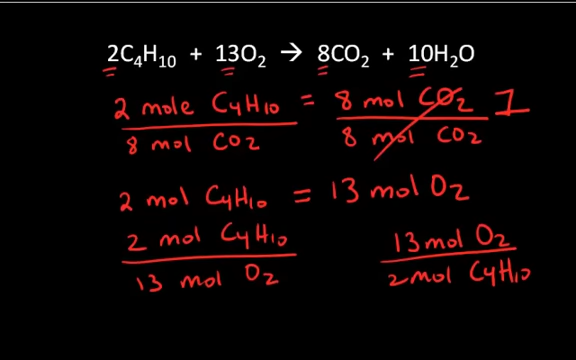 2C₄H₁₀ + 13O₂ → 8CO₂ + 10H₂O
2 mole C₄H₁₀ = 8 mol CO₂ 1
8 mol CO₂ 8 mol CO₂
2 mol C₄H₁₀ = 13 mol O₂
2 mol C₄H₁₀ 13 mol O₂
13 mol O₂ 2 mol C₄H₁₀